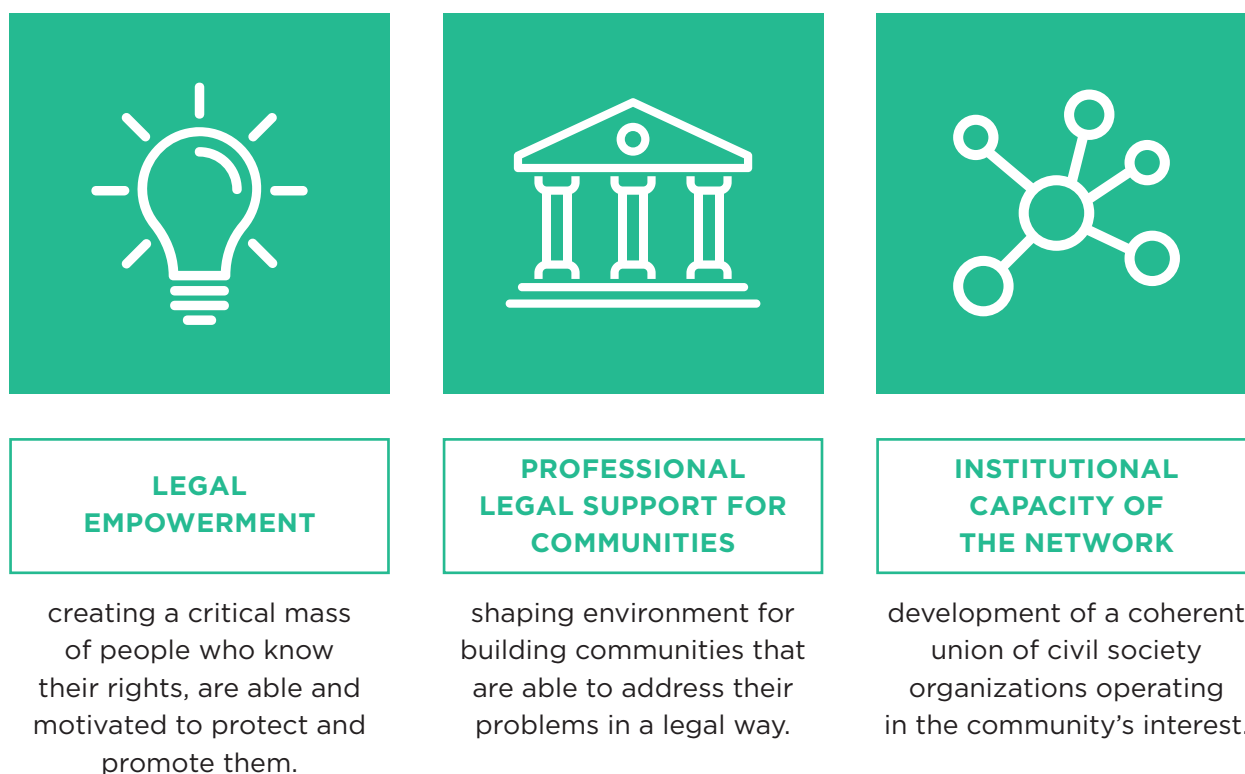 LEGAL
EMPOWERMENT
creating a critical mass
of people who know
their rights, are able and
motivated to protect and
promote them.
PROFESSIONAL
LEGAL SUPPORT FOR
COMMUNITIES
shaping environment for
building communities that
are able to address their
problems in a legal way.
INSTITUTIONAL
CAPACITY OF
THE NETWORK
development of a coherent
union of civil society
organizations operating
in the community’s interest.